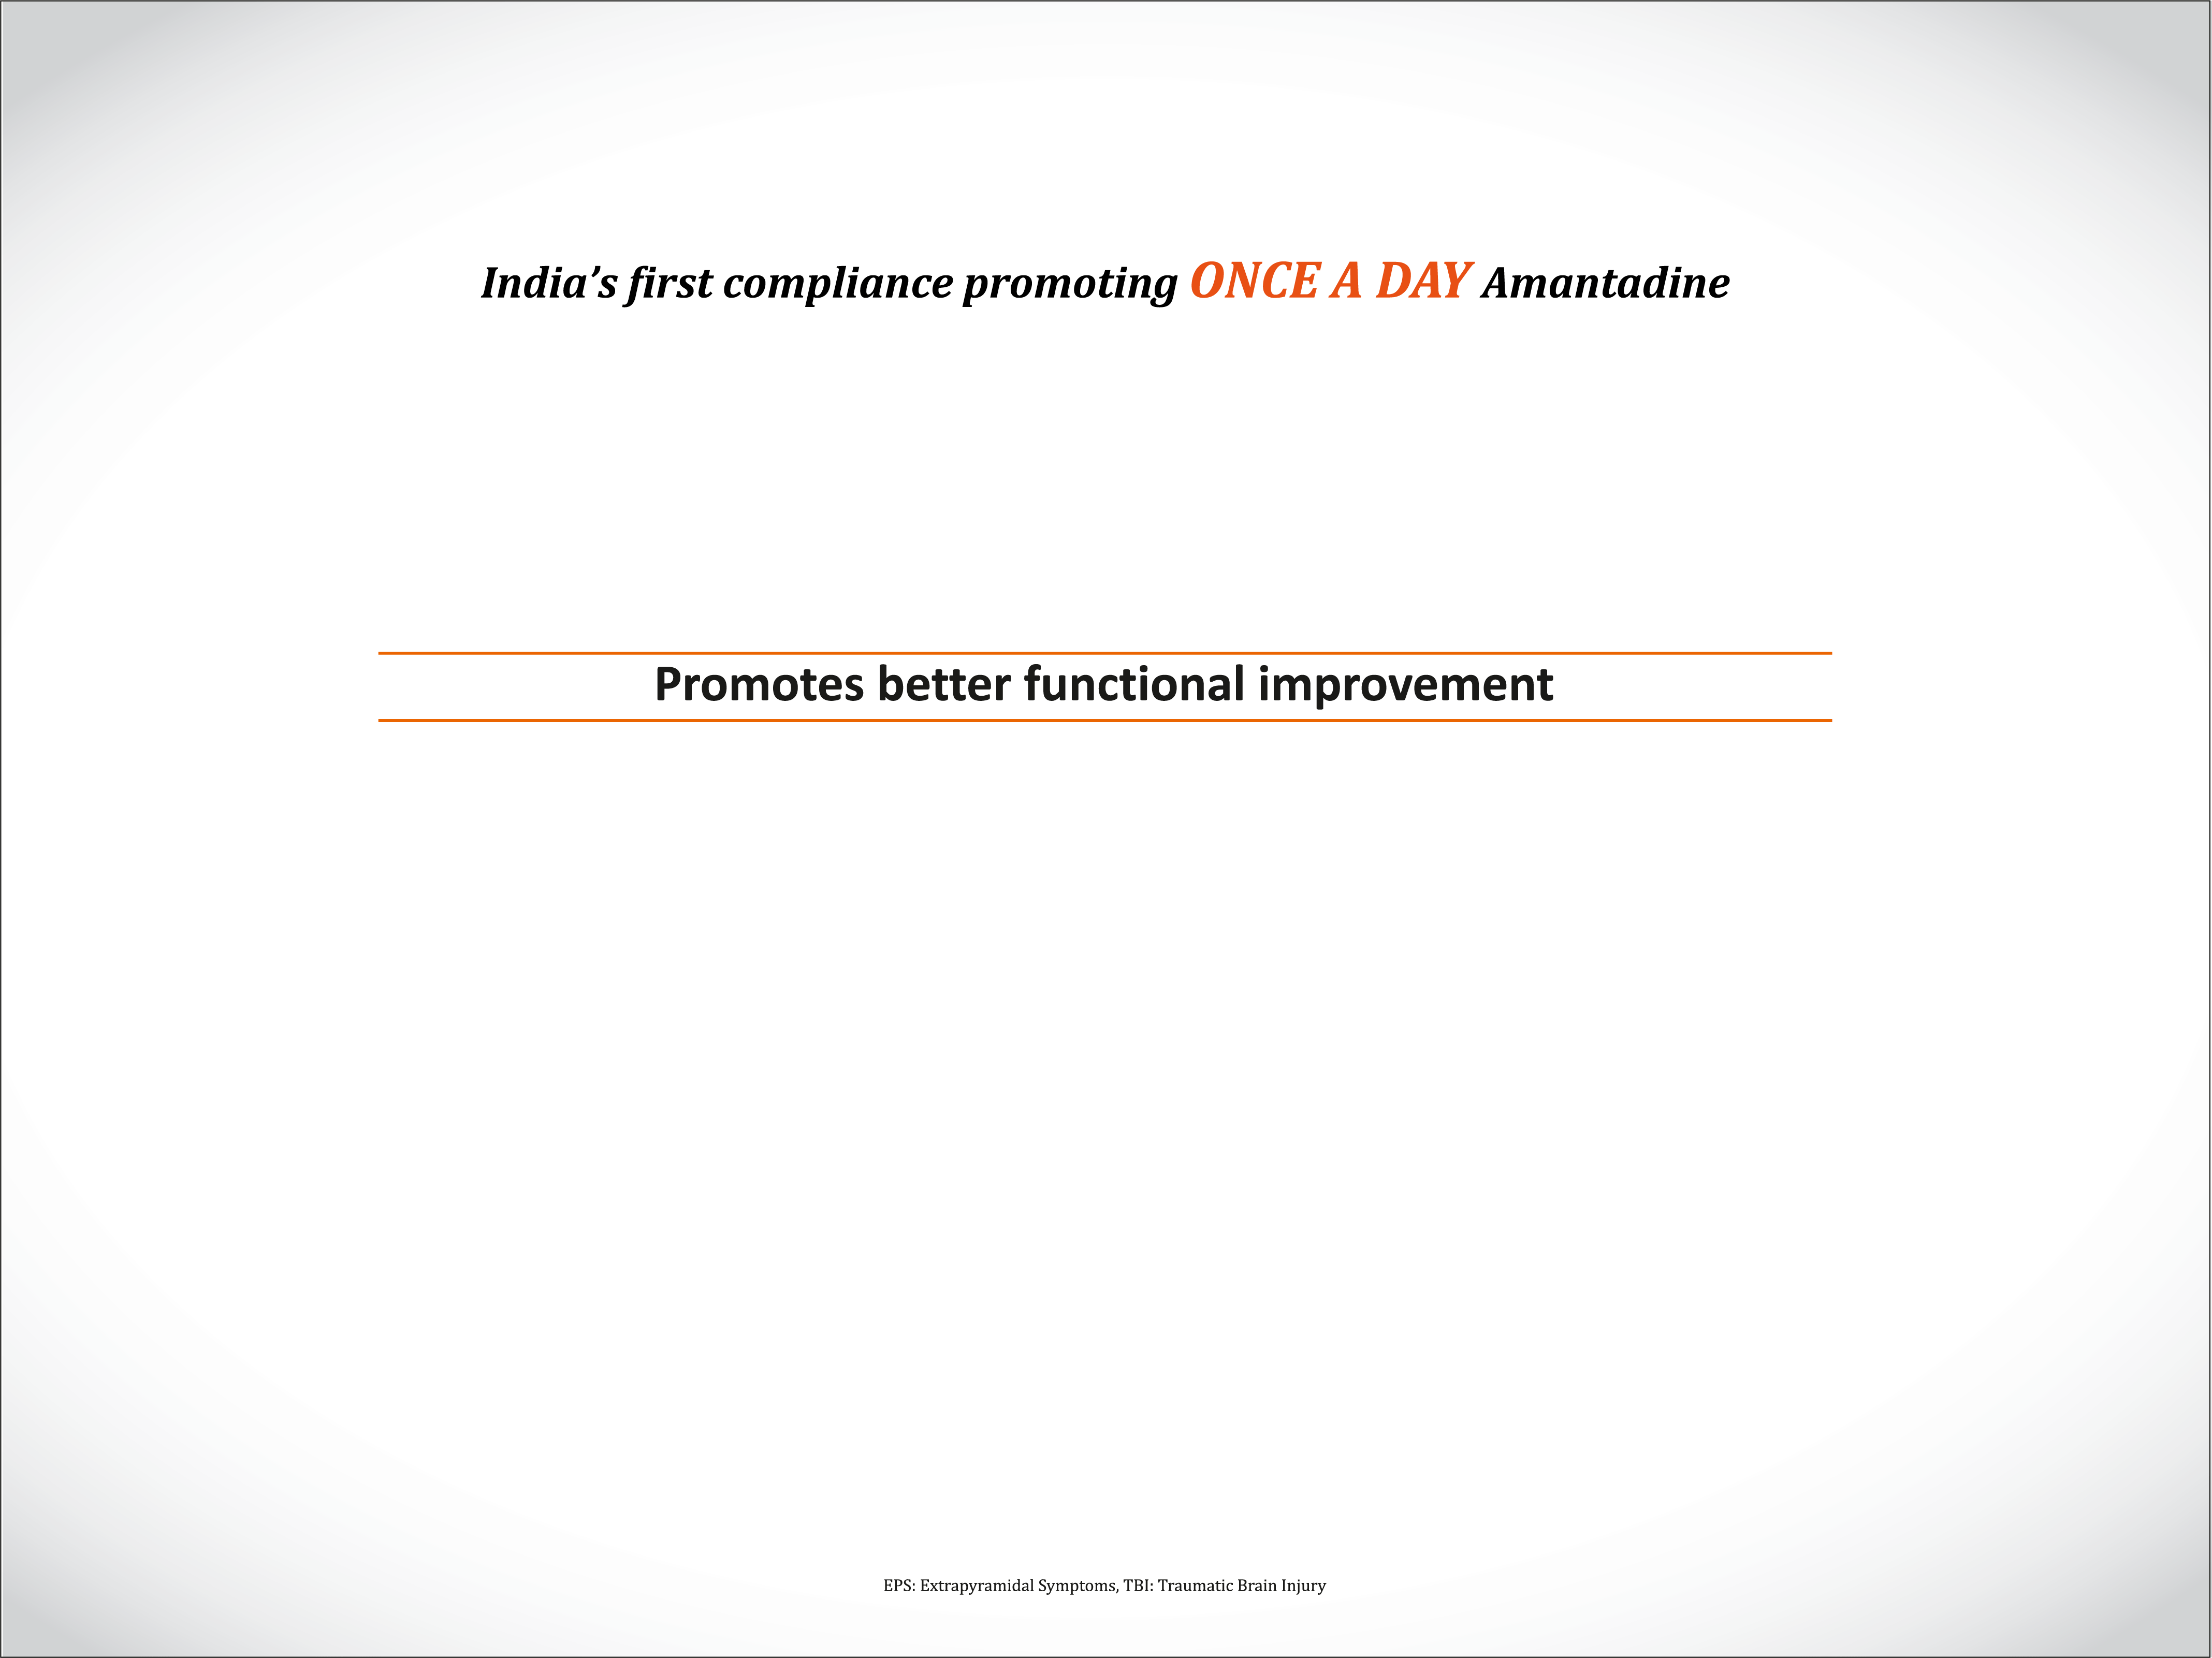 India’s first compliance promoting ONCE A DAY Amantadine
Promotes better functional improvement
EPS: Extrapyramidal Symptoms, TBI: Traumatic Brain Injury